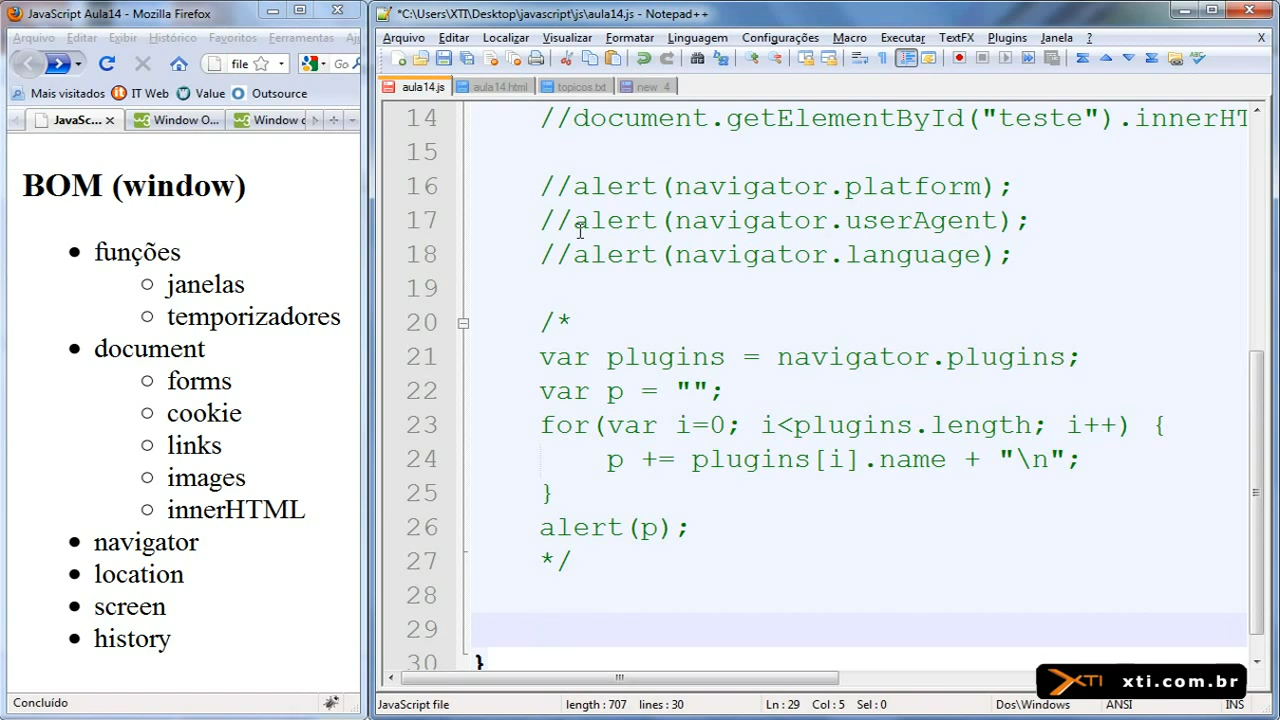 JavaScript Aula14 - Mozilla Firefox
Arquivo Editar Exibir Histórico Favoritos Ferramentas
file
Go
Mais visitados IT Web Value Outsource
JavaSc... Window O... Window
BOM (window)
funções
janelas
temporizadores
document
forms
cookie
links
images
innerHTML
navigator
location
screen
history
Concluído
*C:\Users\XTI\Desktop\javascript\js\aula14.js - Notepad++
Arquivo Editar Localizar Visualizar Formatar Linguagem Configurações Macro Executar TextFX Plugins Janela X
aula14.js aula14.html topicos.txt new 4
14 //document.getElementById("teste").innerHT
15
16 //alert(navigator.platform);
17 //alert(navigator.userAgent);
18 //alert(navigator.language);
19
20 /*
21 var plugins = navigator.plugins;
22 var p = "";
23 for(var i=0; i<plugins.length; i++) {
24 p += plugins[i].name + "\n";
25 }
26 alert(p);
27 */
28
29
30 }
JavaScript file length : 707 lines : 30 Ln : 29 Col : 5 Sel : 0 Dos\Windows ANSI INS
XTI xti.com.br